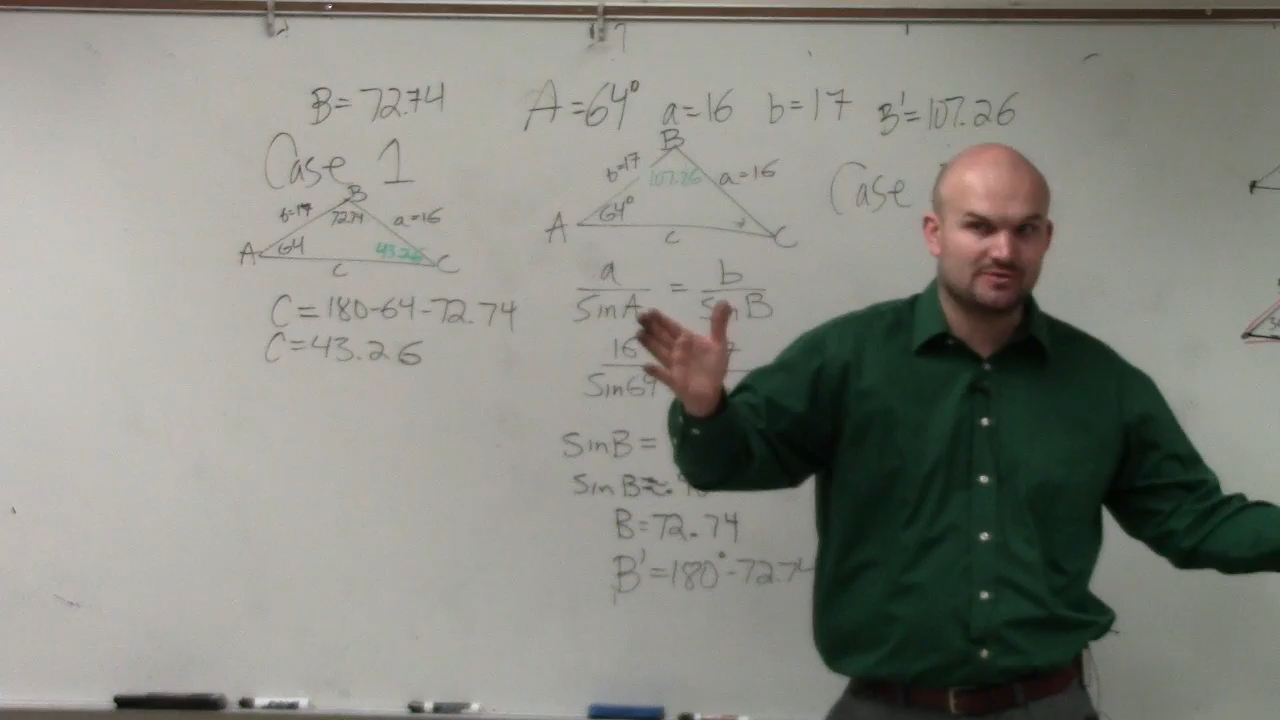 B=72.74
A=64° a=16 b=17 B'=107.26
Case 1
B
b=17
72.74
a=16
A
64
43.26
C
c
C=180-64-72.74
C=43.26
B
b=17
107.26
a=16
A
64°
C
c
a/SinA = b/SinB
16
Sin64
SinB=
SinB≈
B=72.74
B'=180°-72.74
Case